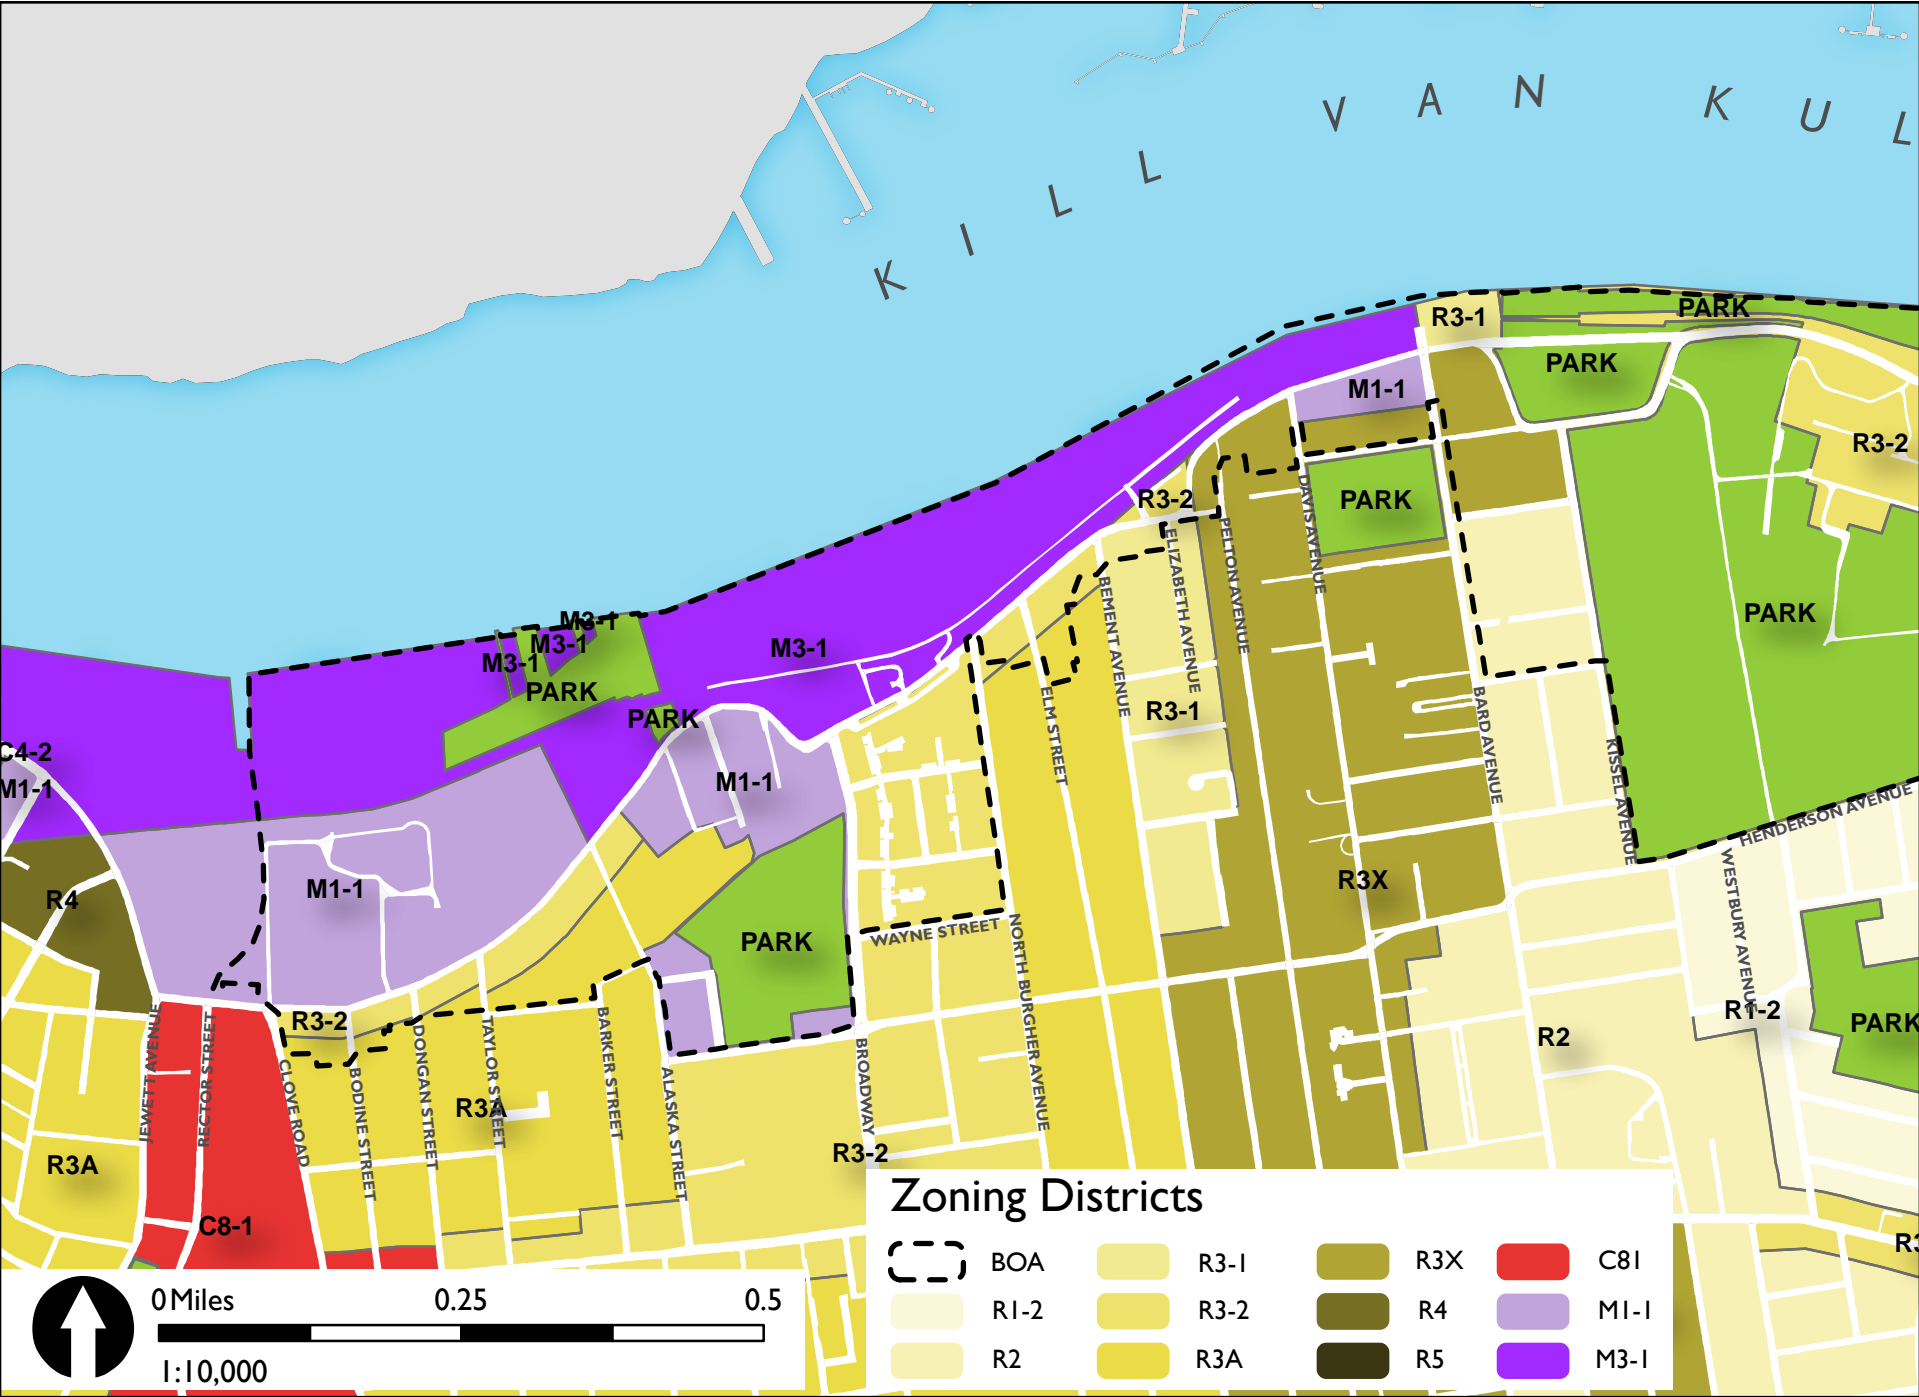 KILL VAN KUL
R3-1
PARK
PARK
M1-1
R3-2
R3-2
PARK
PARK
M3-1
M3-1
M3-1
M3-1
PARK
PARK
R3-1
C4-2
M1-1
M1-1
M1-1
R4
R3X
PARK
R3-2
R1-2
PARK
R2
R3A
R3A
R3-2
C8-1
R3
DAVIS AVENUE
PELTON AVENUE
ELIZABETH AVENUE
BEMENT AVENUE
ELM STREET
BARD AVENUE
KISSEL AVENUE
HENDERSON AVENUE
WESTBURY AVENUE
WAYNE STREET
NORTH BURGHER AVENUE
BROADWAY
ALASKA STREET
BARKER STREET
TAYLOR STREET
DONGAN STREET
BODINE STREET
CLOVE ROAD
RECTOR STREET
JEWETT AVENUE
Zoning Districts
BOA
R3-1
R3X
C81
R1-2
R3-2
R4
M1-1
R2
R3A
R5
M3-1
0 Miles
0.25
0.5
1:10,000